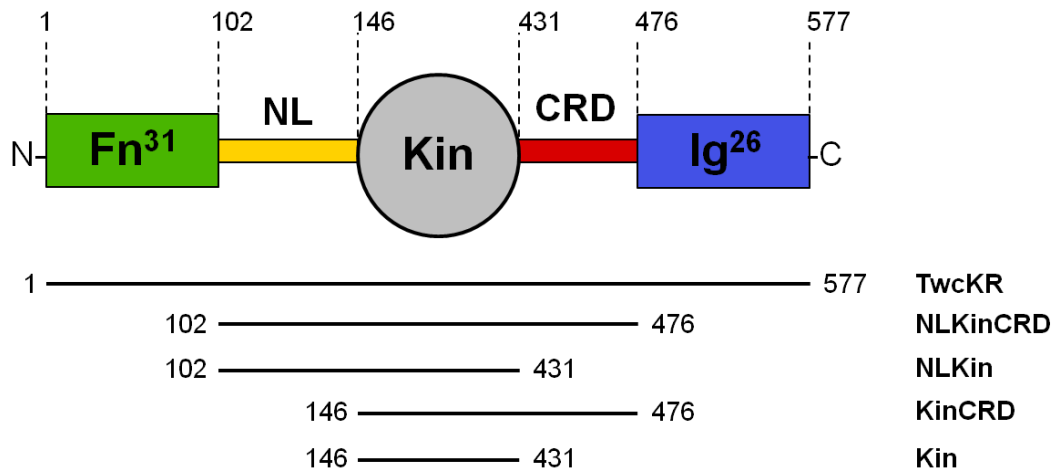 1 102 146 431 476 577
NL CRD
N- Fn³¹ Kin Ig²⁶ -C
1 577 TwcKR
102 476 NLKinCRD
102 431 NLKin
146 476 KinCRD
146 431 Kin